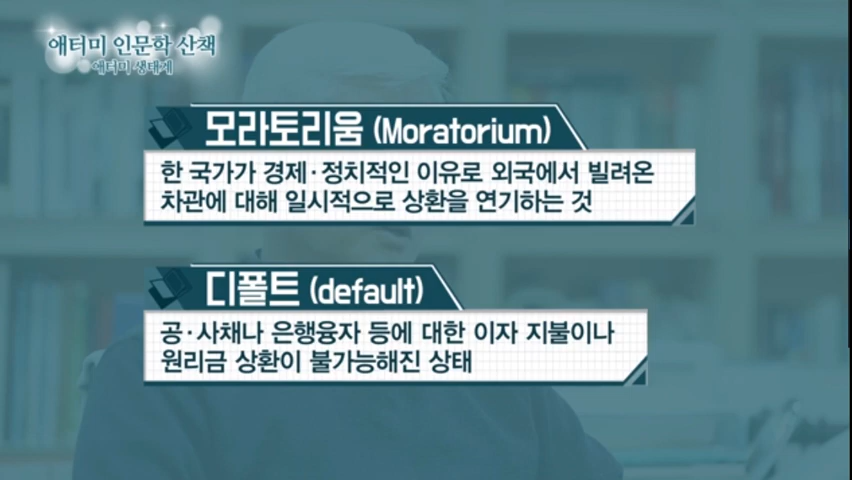 애터미 인문학 산책
애터미 생태계
모라토리움 (Moratorium)
한 국가가 경제·정치적인 이유로 외국에서 빌려온
차관에 대해 일시적으로 상환을 연기하는 것
디폴트 (default)
공·사채나 은행융자 등에 대한 이자 지불이나
원리금 상환이 불가능해진 상태